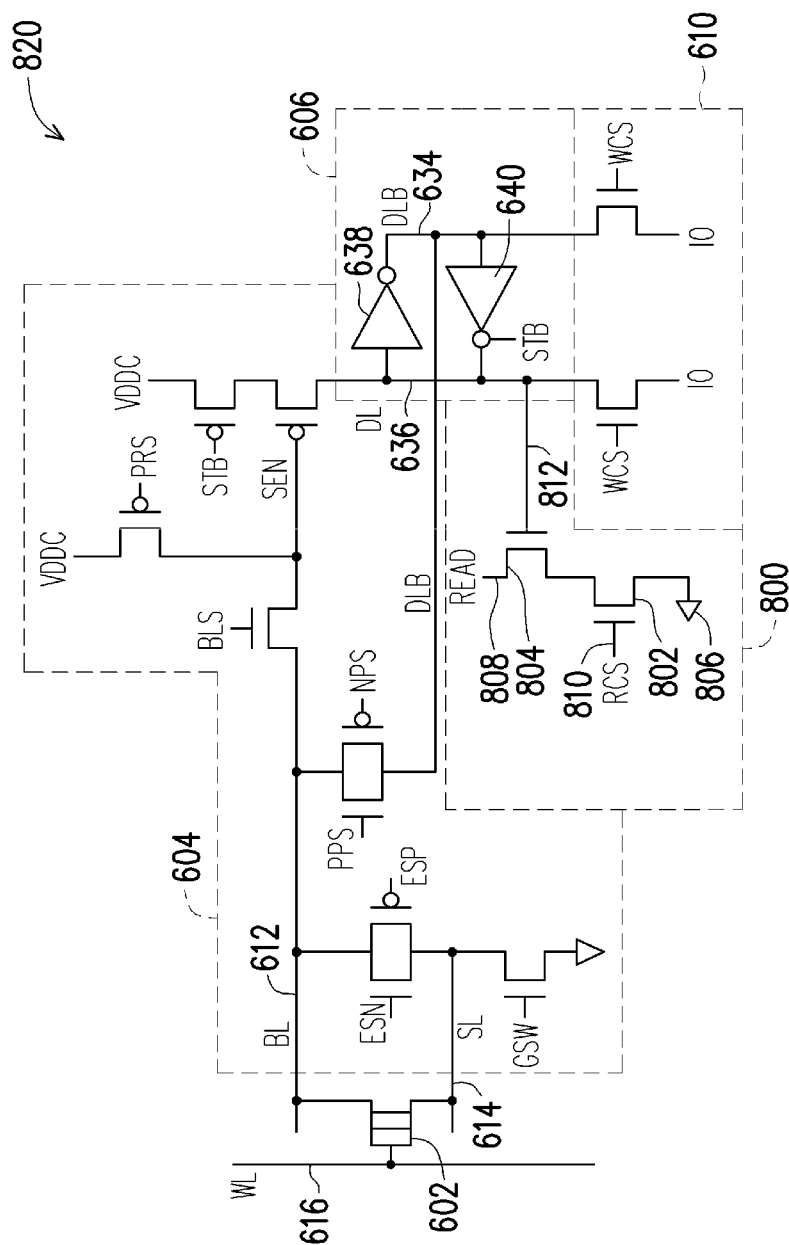 820
VDDC
PRS
VDDC
STB
SEN
606
638
DLB
634
640
610
WCS
BLS
DL
636
STB
IO
IO
WCS
812
604
NPS
PPS
DLB
READ
808
804
810
RCS
802
806
800
612
BL
ESP
ESN
SL
GSW
614
WL
616
602